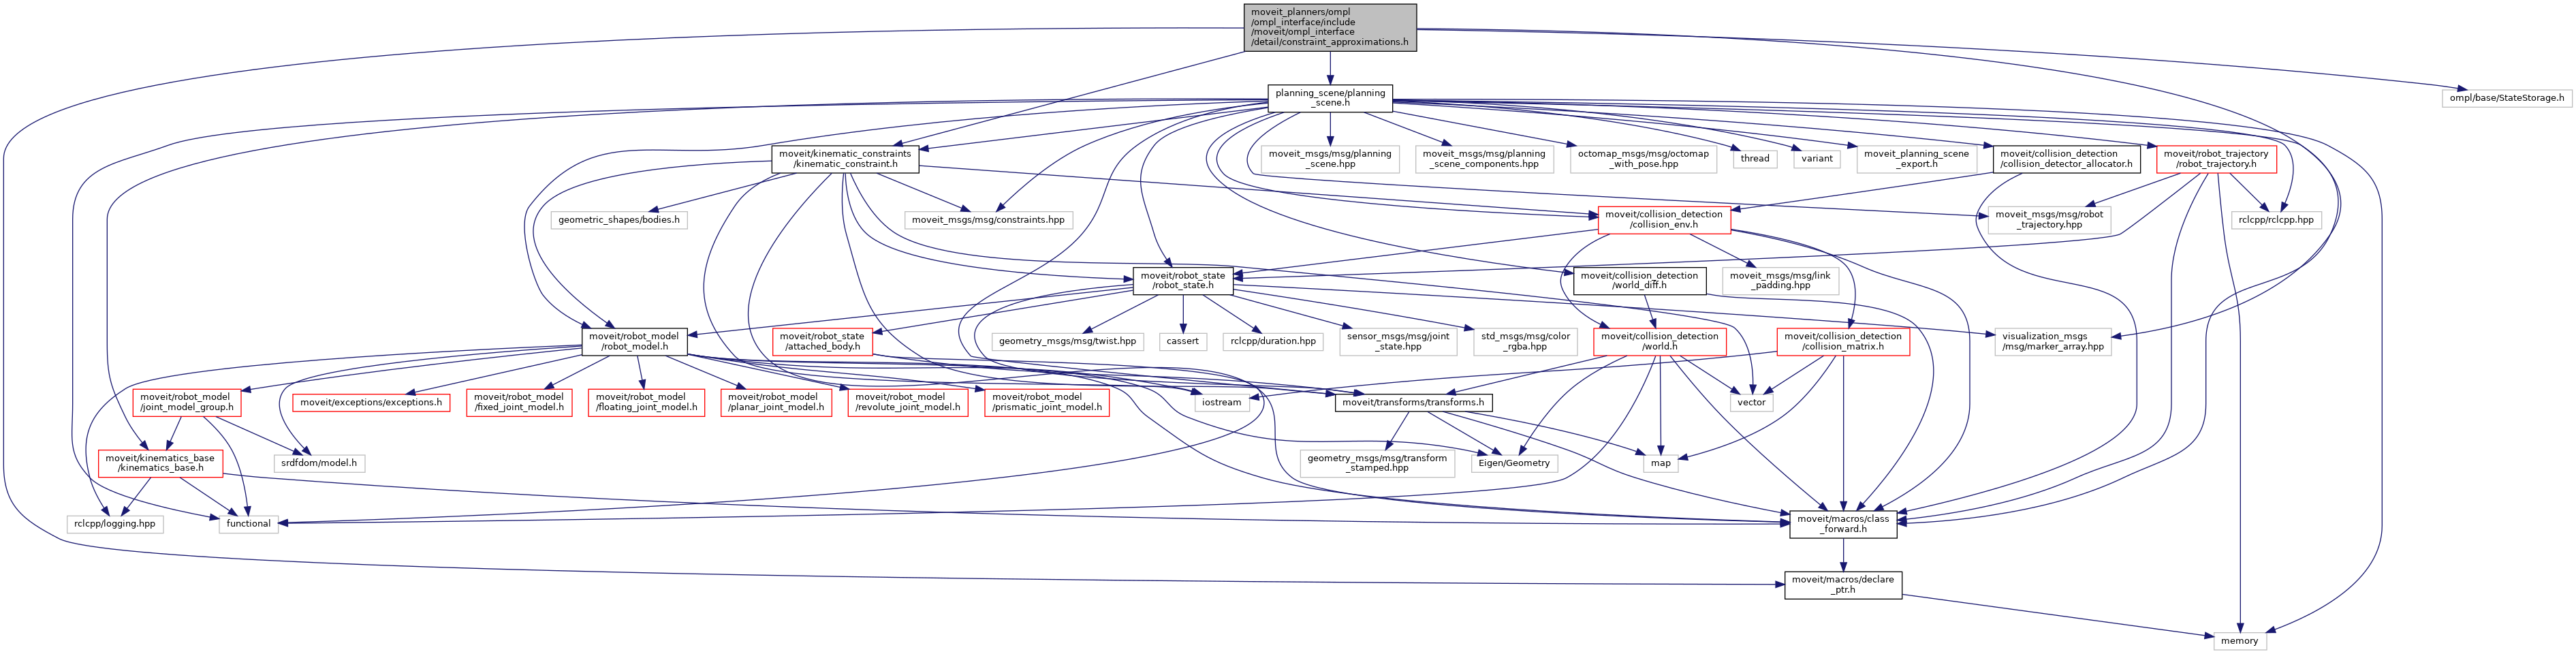 moveit_planners/ompl
/ompl_interface/include
/moveit/ompl_interface
/detail/constraint_approximations.h
planning_scene/planning
_scene.h
ompl/base/StateStorage.h
moveit/kinematic_constraints
/kinematic_constraint.h
moveit_msgs/msg/planning
_scene.hpp
moveit_msgs/msg/planning
_scene_components.hpp
octomap_msgs/msg/octomap
_with_pose.hpp
thread
variant
moveit_planning_scene
_export.h
moveit/collision_detection
/collision_detector_allocator.h
moveit/robot_trajectory
/robot_trajectory.h
geometric_shapes/bodies.h
moveit_msgs/msg/constraints.hpp
moveit/collision_detection
/collision_env.h
moveit_msgs/msg/robot
_trajectory.hpp
rclcpp/rclcpp.hpp
moveit/robot_state
/robot_state.h
moveit/collision_detection
/world_diff.h
moveit_msgs/msg/link
_padding.hpp
moveit/robot_model
/robot_model.h
moveit/robot_state
/attached_body.h
geometry_msgs/msg/twist.hpp
cassert
rclcpp/duration.hpp
sensor_msgs/msg/joint
_state.hpp
std_msgs/msg/color
_rgba.hpp
moveit/collision_detection
/world.h
moveit/collision_detection
/collision_matrix.h
visualization_msgs
/msg/marker_array.hpp
moveit/robot_model
/joint_model_group.h
moveit/exceptions/exceptions.h
moveit/robot_model
/fixed_joint_model.h
moveit/robot_model
/floating_joint_model.h
moveit/robot_model
/planar_joint_model.h
moveit/robot_model
/revolute_joint_model.h
moveit/robot_model
/prismatic_joint_model.h
iostream
moveit/transforms/transforms.h
vector
moveit/kinematics_base
/kinematics_base.h
srdfdom/model.h
geometry_msgs/msg/transform
_stamped.hpp
Eigen/Geometry
map
rclcpp/logging.hpp
functional
moveit/macros/class
_forward.h
moveit/macros/declare
_ptr.h
memory